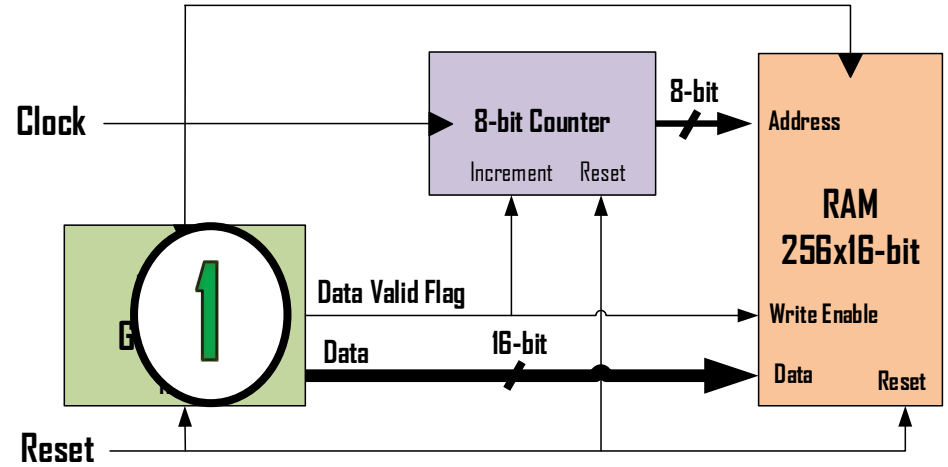 8-bit
Clock
8-bit Counter
Address
Increment Reset
RAM
256x16-bit
1
Data Valid Flag
Write Enable
16-bit
Data
Data
Reset
Reset